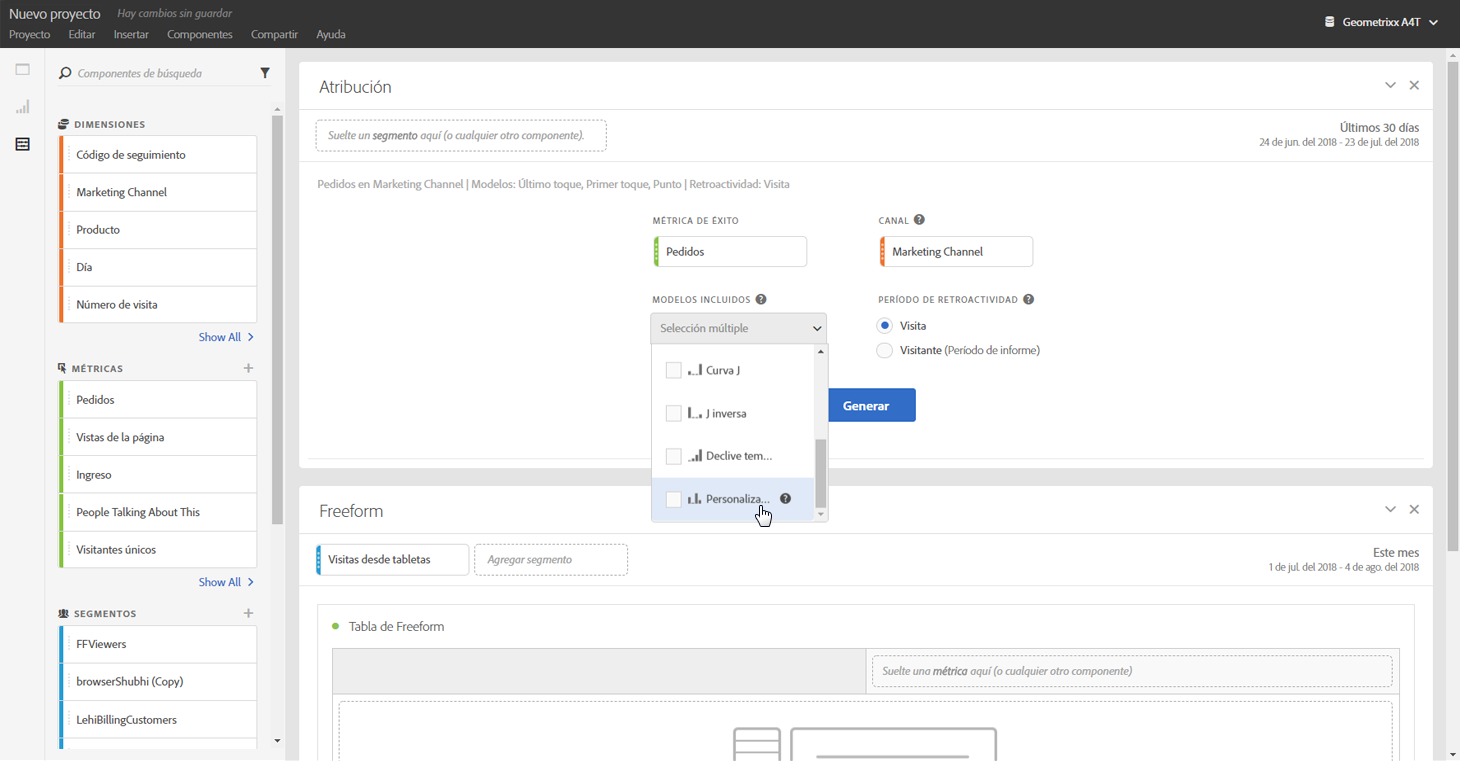 Nuevo proyecto Hay cambios sin guardar
Geometrixx A4T
Proyecto Editar Insertar Componentes Compartir Ayuda
Componentes de búsqueda
DIMENSIONES
Código de seguimiento
Marketing Channel
Producto
Día
Número de visita
Show All
MÉTRICAS
Pedidos
Vistas de la página
Ingreso
People Talking About This
Visitantes únicos
Show All
SEGMENTOS
FFViewers
browserShubhi (Copy)
LehiBillingCustomers
Atribución
Suelte un segmento aquí (o cualquier otro componente).
Últimos 30 días
24 de jun. del 2018 - 23 de jul. del 2018
Pedidos en Marketing Channel | Modelos: Último toque, Primer toque, Punto | Retroactividad: Visita
MÉTRICA DE ÉXITO
Pedidos
CANAL
Marketing Channel
MODELOS INCLUIDOS
Selección múltiple
Curva J
J inversa
Declive tem...
Personaliza...
PERÍODO DE RETROACTIVIDAD
Visita
Visitante (Período de informe)
Generar
Freeform
Visitas desde tabletas
Agregar segmento
Este mes
1 de jul. del 2018 - 4 de ago. del 2018
Tabla de Freeform
Suelte una métrica aquí (o cualquier otro componente)